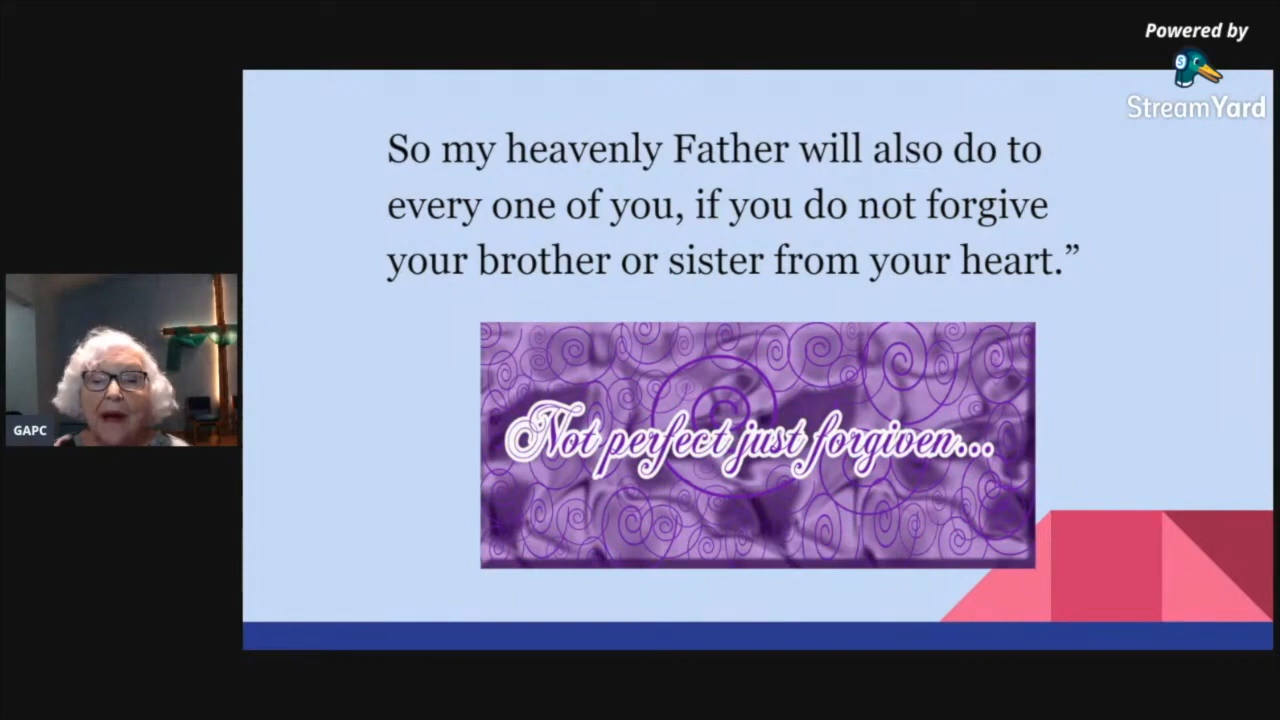 Powered by
StreamYard
So my heavenly Father will also do to
every one of you, if you do not forgive
your brother or sister from your heart.”
Not perfect just forgiven...
GAPC